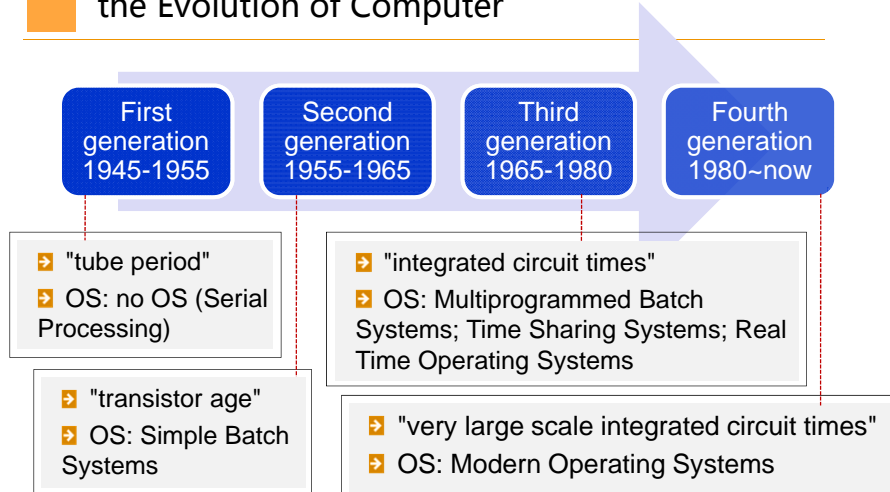 the Evolution of Computer
First
generation
1945-1955
Second
generation
1955-1965
Third
generation
1965-1980
Fourth
generation
1980~now
"tube period"
OS: no OS (Serial
Processing)
"integrated circuit times"
OS: Multiprogrammed Batch
Systems; Time Sharing Systems; Real
Time Operating Systems
"transistor age"
OS: Simple Batch
Systems
"very large scale integrated circuit times"
OS: Modern Operating Systems